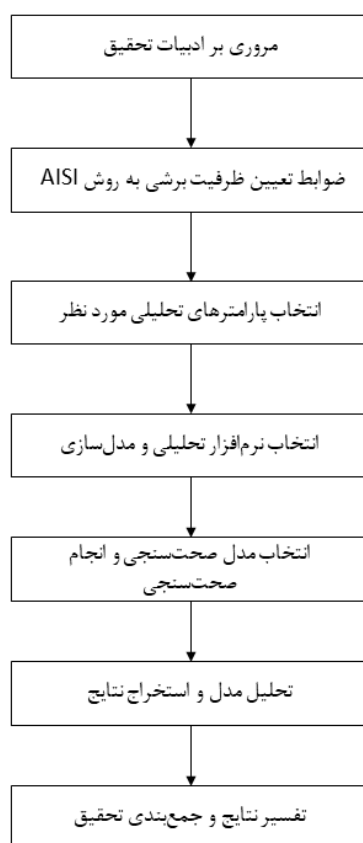 مروری بر ادبیات تحقیق
ضوابط تعیین ظرفیت برشی به روش AISI
انتخاب پارامترهای تحلیلی مورد نظر
انتخاب نرم‌افزار تحلیلی و مدل‌سازی
انتخاب مدل صحت‌سنجی و انجام
صحت‌سنجی
تحلیل مدل و استخراج نتایج
تفسیر نتایج و جمع‌بندی تحقیق